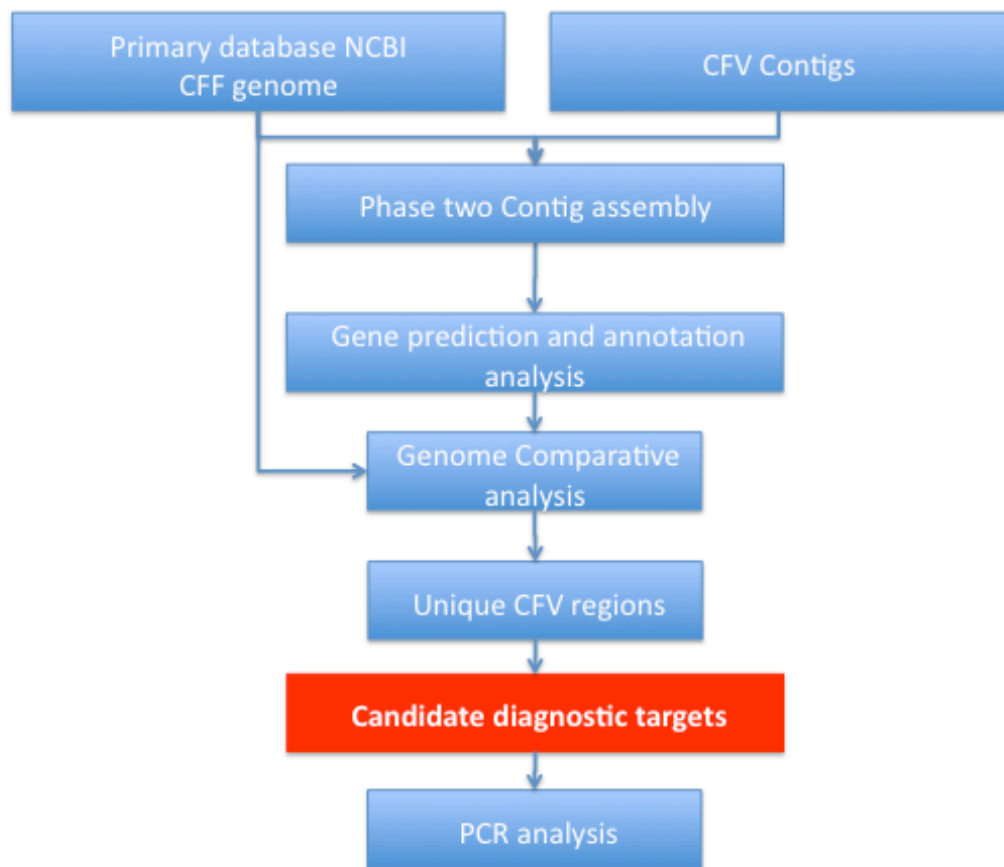 Primary database NCBI
CFF genome
CFV Contigs
Phase two Contig assembly
Gene prediction and annotation
analysis
Genome Comparative
analysis
Unique CFV regions
Candidate diagnostic targets
PCR analysis